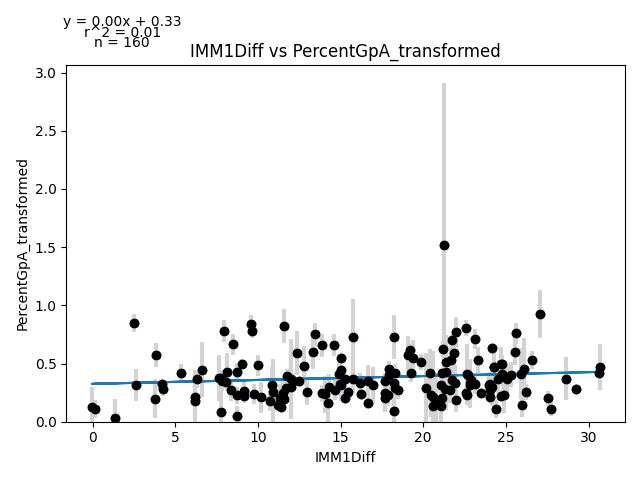 y = 0.00x + 0.33
r^2 = 0.01
n = 160
IMM1Diff vs PercentGpA_transformed
PercentGpA_transformed
3.0
2.5
2.0
1.5
1.0
0.5
0.0
0 5 10 15 20 25 30
IMM1Diff